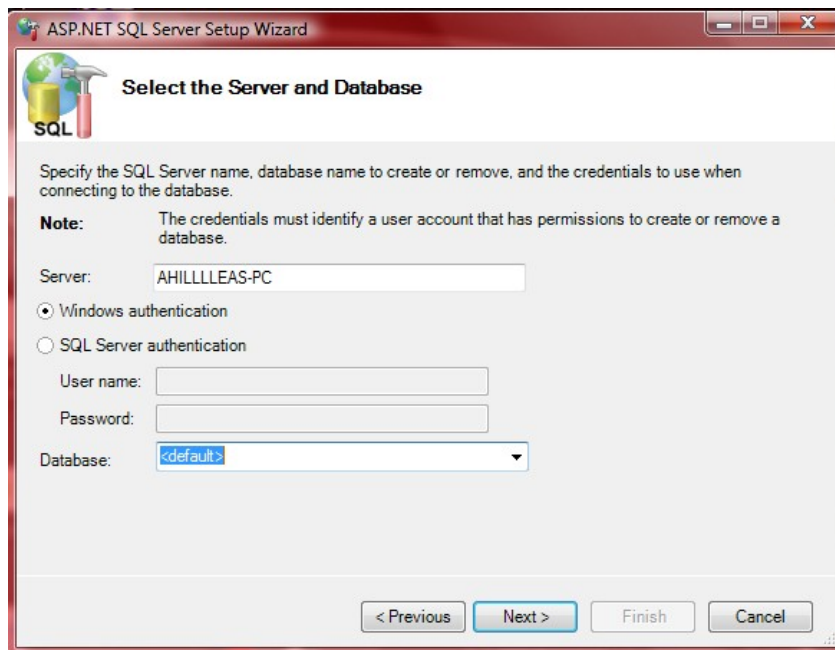 ASP.NET SQL Server Setup Wizard
Select the Server and Database
SQL
Specify the SQL Server name, database name to create or remove, and the credentials to use when
connecting to the database.
Note: The credentials must identify a user account that has permissions to create or remove a
database.
Server: AHILLLLEAS-PC
Windows authentication
SQL Server authentication
User name:
Password:
Database: <default>
< Previous Next > Finish Cancel